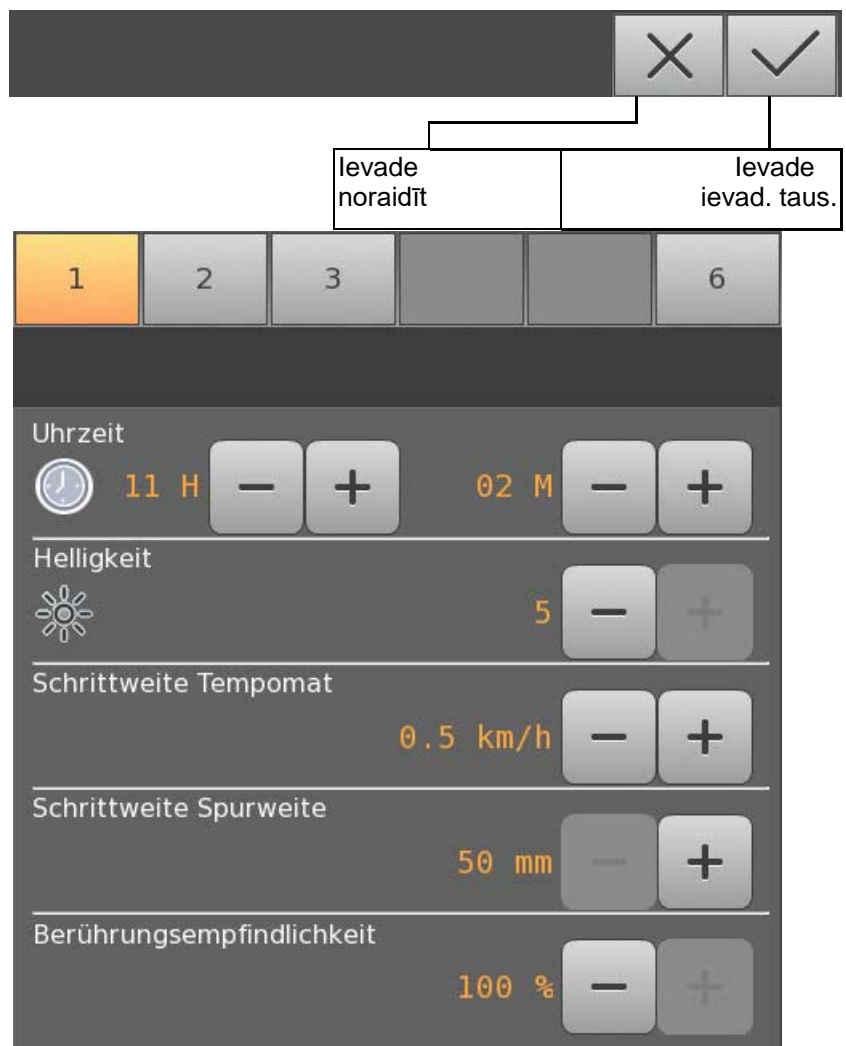 Ievade
noraidīt
Ievade
ievad. taus.
1 2 3 6
Uhrzeit
11 H − + 02 M − +
Helligkeit
5 − +
Schrittweite Tempomat
0.5 km/h − +
Schrittweite Spurweite
50 mm − +
Berührungsempfindlichkeit
100 % − +